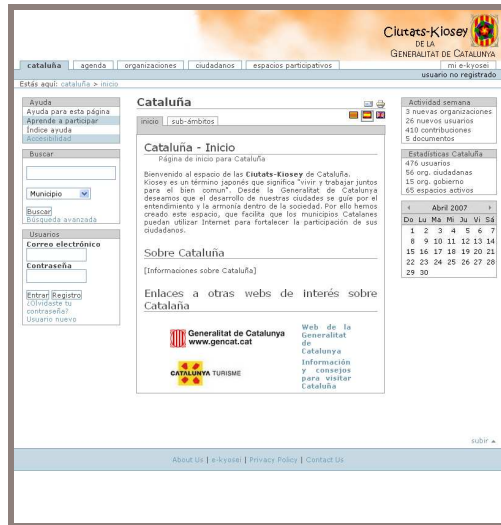 Ciutats-Kiosey
DE LA
GENERALITAT DE CATALUNYA
cataluña agenda organizaciones ciudadanos espacios participativos mi e-kyosei
usuario no registrado
Estás aquí: cataluña > inicio
Ayuda
Ayuda para esta página
Aprende a participar
Índice ayuda
Accesibilidad
Buscar
Municipio
Buscar
Búsqueda avanzada
Usuarios
Correo electrónico
Contraseña
Entrar Registro
¿Olvidaste tu
contraseña?
Usuario nuevo
Cataluña
inicio sub-ámbitos
Cataluña - Inicio
Página de inicio para Cataluña
Bienvenido al espacio de las Ciutats-Kiosey de Cataluña.
Kiosey es un término japonés que significa "vivir y trabajar juntos
para el bien comun". Desde la Generalitat de Catalunya
deseamos que el desarrollo de nuestras ciudades se guía por el
entendimiento y la armonía dentro de la sociedad. Por ello hemos
creado este espacio, que facilita que los municipios Catalanes
puedan utilizar Internet para fortalecer la participación de sus
ciudadanos.
Sobre Cataluña
[Informaciones sobre Cataluña]
Enlaces a otras webs de interés sobre
Catalaña
Generalitat de Catalunya
www.gencat.cat
Web de la
Generalitat
de
Catalunya
CATALUNYA TURISME
Información
y consejos
para visitar
Cataluña
Actividad semana
3 nuevas organizaciones
26 nuevos usuarios
410 contribuciones
5 documentos
Estadísticas Cataluña
476 usuarios
56 org. ciudadanas
15 org. gobierno
65 espacios activos
Abril 2007
Do Lu Ma Mi Ju Vi Sá
1 2 3 4 5 6 7
8 9 10 11 12 13 14
15 16 17 18 19 20 21
22 23 24 25 26 27 28
29 30
subir
About Us | e-kyosei | Privacy Policy | Contact Us